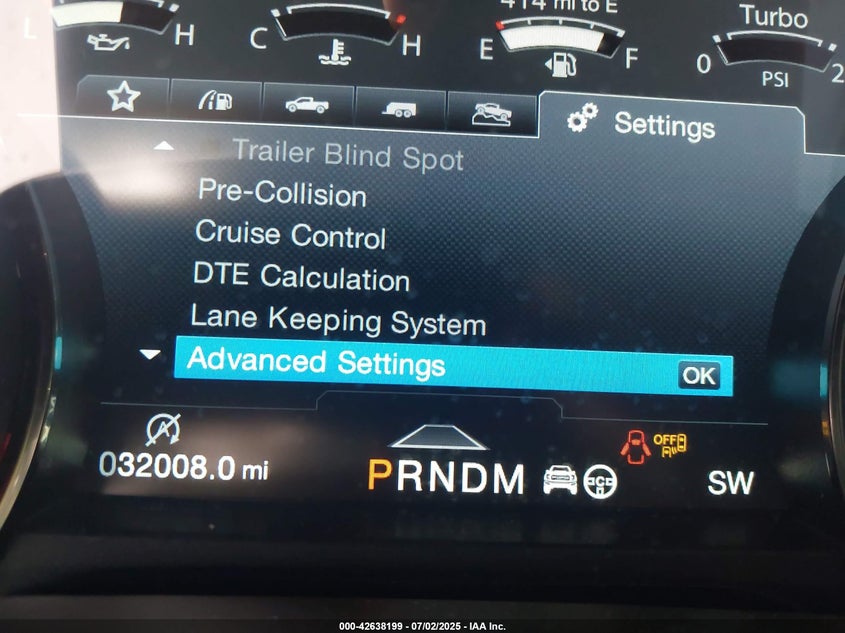 414 mi to E
L H C H E F
Turbo
0 PSI 2
Settings
Trailer Blind Spot
Pre-Collision
Cruise Control
DTE Calculation
Lane Keeping System
Advanced Settings OK
OFF
032008.0 mi PRNDM C SW
000-42638199 - 07/02/2025 - IAA Inc.